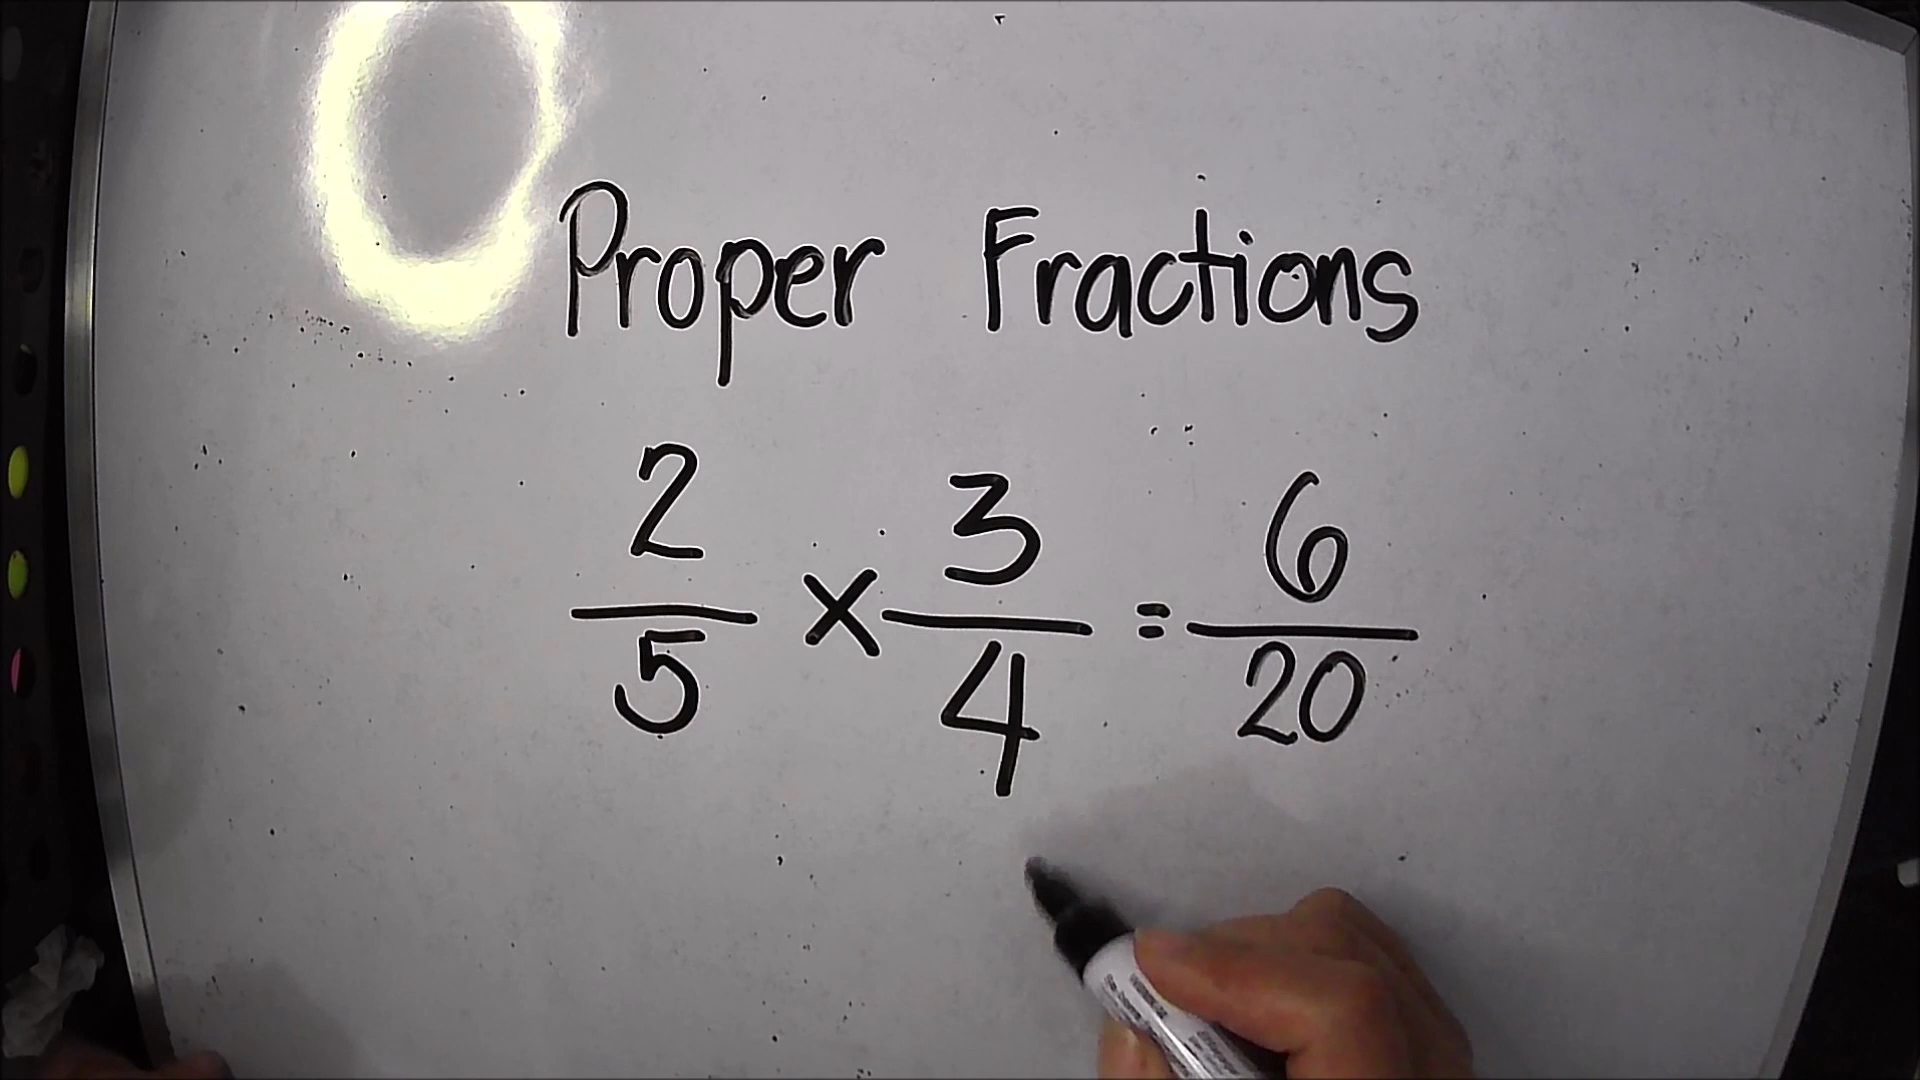 Proper Fractions
2/5 × 3/4 = 6/20